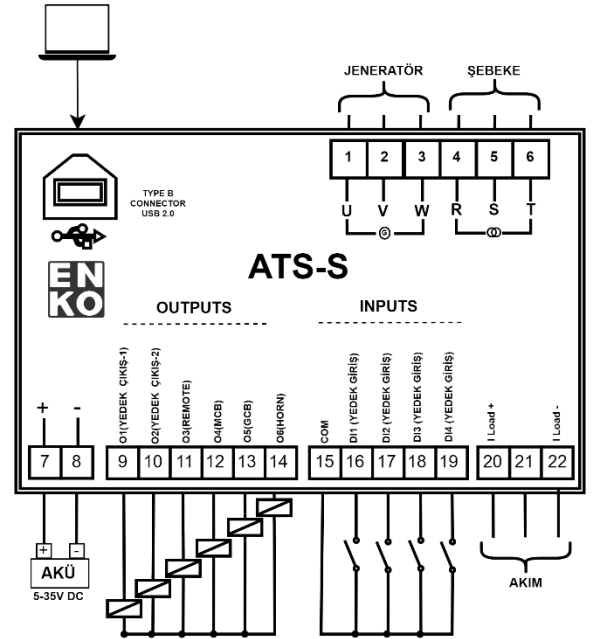 JENERATÖR
ŞEBEKE
1 2 3 4 5 6
U V W R S T
G
TYPE B
CONNECTOR
USB 2.0
EN
KO
ATS-S
OUTPUTS
INPUTS
+ -
O1(YEDEK ÇIKIŞ-1)
O2(YEDEK ÇIKIŞ-2)
O3(REMOTE)
O4(MCB)
O5(GCB)
O6(HORN)
COM
DI1 (YEDEK GİRİŞ)
DI2 (YEDEK GİRİŞ)
DI3 (YEDEK GİRİŞ)
DI4 (YEDEK GİRİŞ)
I Load +
I Load -
7 8 9 10 11 12 13 14 15 16 17 18 19 20 21 22
+ -
AKÜ
5-35V DC
AKIM